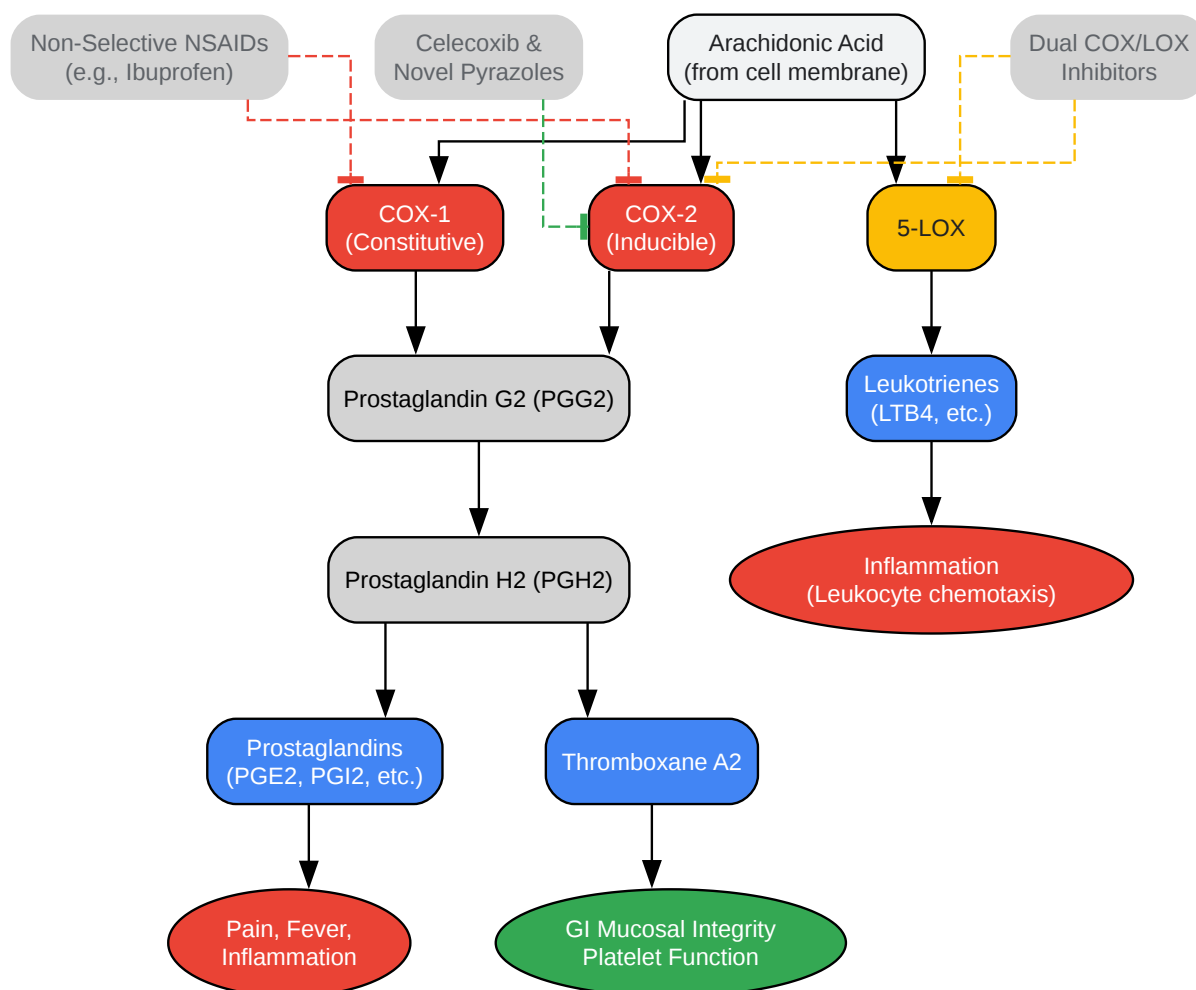 Non-Selective NSAIDs
(e.g., Ibuprofen)
Celecoxib &
Novel Pyrazoles
Arachidonic Acid
(from cell membrane)
Dual COX/LOX
Inhibitors
COX-1
(Constitutive)
COX-2
(Inducible)
5-LOX
Prostaglandin G2 (PGG2)
Leukotrienes
(LTB4, etc.)
Prostaglandin H2 (PGH2)
Inflammation
(Leukocyte chemotaxis)
Prostaglandins
(PGE2, PGI2, etc.)
Thromboxane A2
Pain, Fever,
Inflammation
GI Mucosal Integrity
Platelet Function